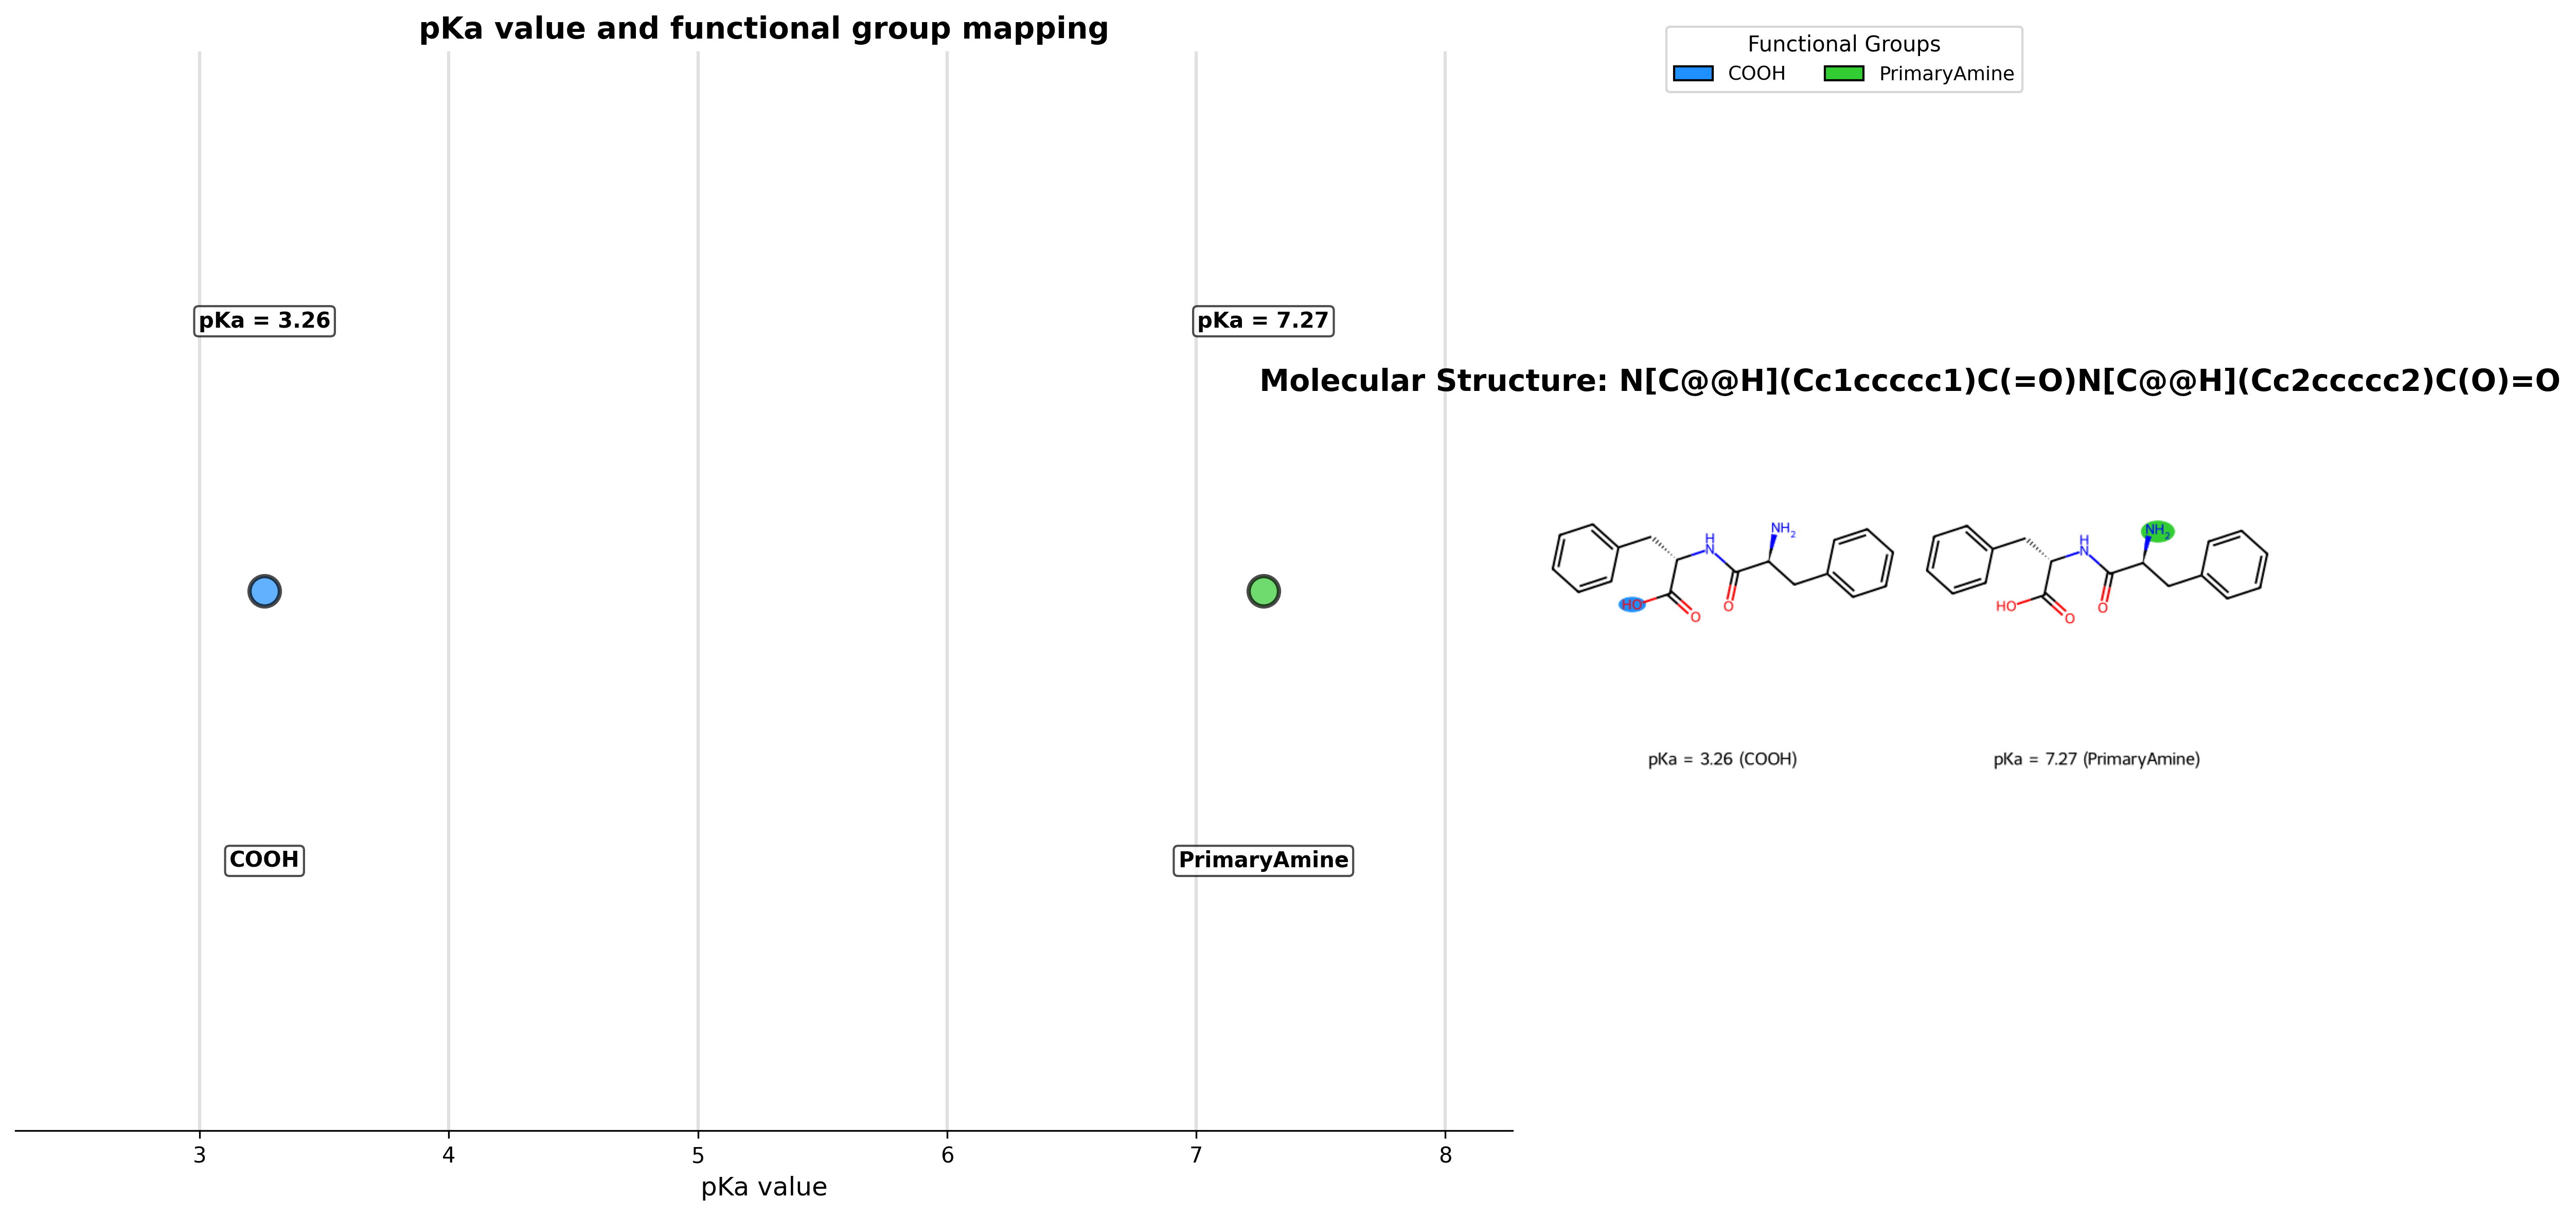 pKa value and functional group mapping
Functional Groups
COOH
PrimaryAmine
pKa = 3.26
pKa = 7.27
Molecular Structure: N[C@@H](Cc1ccccc1)C(=O)N[C@@H](Cc2ccccc2)C(O)=O
H
N
NH2
HO
O
O
H
N
NH2
HO
O
O
pKa = 3.26 (COOH)
pKa = 7.27 (PrimaryAmine)
COOH
PrimaryAmine
3
4
5
6
7
8
pKa value